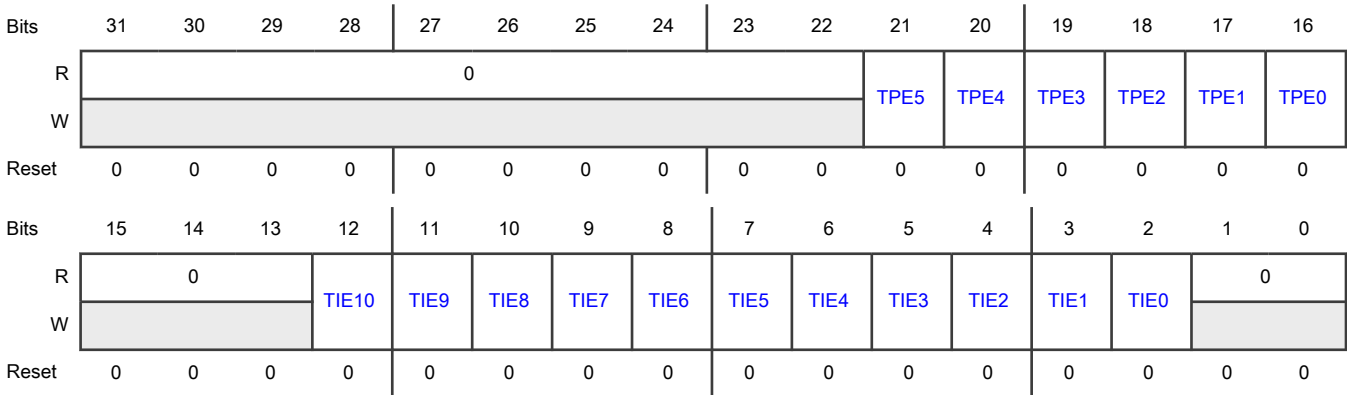 Bits 31 30 29 28 27 26 25 24 23 22 21 20 19 18 17 16
R 0 TPE5 TPE4 TPE3 TPE2 TPE1 TPE0
W
Reset 0 0 0 0 0 0 0 0 0 0 0 0 0 0 0 0
Bits 15 14 13 12 11 10 9 8 7 6 5 4 3 2 1 0
R 0 TIE10 TIE9 TIE8 TIE7 TIE6 TIE5 TIE4 TIE3 TIE2 TIE1 TIE0 0
W
Reset 0 0 0 0 0 0 0 0 0 0 0 0 0 0 0 0